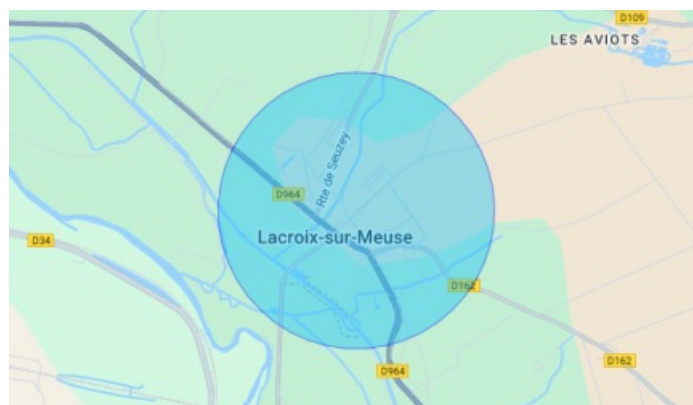 D109
LES AVIOTS
Rte de Seuzey
D964
Lacroix-sur-Meuse
D34
D162
D162
D964